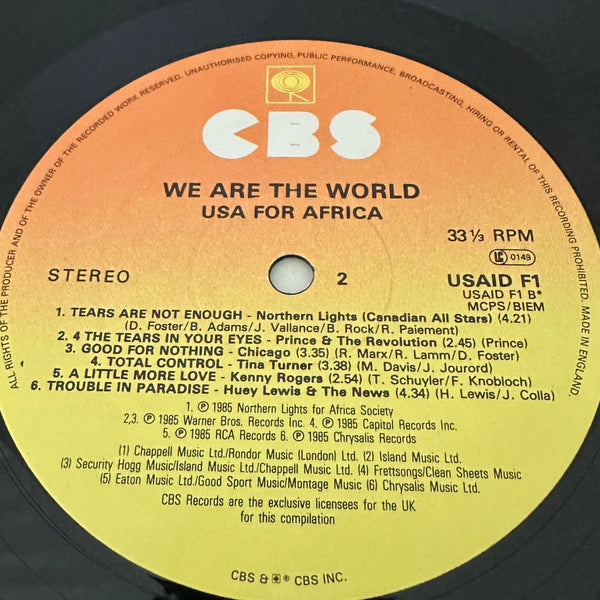 ALL RIGHTS OF THE PRODUCER AND OF THE OWNER OF THE RECORDED WORK RESERVED. UNAUTHORISED COPYING, PUBLIC PERFORMANCE, BROADCASTING, HIRING OR RENTAL OF THIS RECORDING PROHIBITED. MADE IN ENGLAND.
CBS
WE ARE THE WORLD
USA FOR AFRICA
33 1/3 RPM
LC 0149
STEREO
2
USAID F1
USAID F1 B*
MCPS/BIEM
1. TEARS ARE NOT ENOUGH - Northern Lights (Canadian All Stars) (4.21)
(D. Foster/B. Adams/J. Vallance/B. Rock/R. Paiement)
2. 4 THE TEARS IN YOUR EYES - Prince & The Revolution (2.45) (Prince)
3. GOOD FOR NOTHING - Chicago (3.35) (R. Marx/R. Lamm/D. Foster)
4. TOTAL CONTROL - Tina Turner (3.38) (M. Davis/J. Jourord)
5. A LITTLE MORE LOVE - Kenny Rogers (2.54) (T. Schuyler/F. Knobloch)
6. TROUBLE IN PARADISE - Huey Lewis & The News (4.34) (H. Lewis/J. Colla)
1. ℗ 1985 Northern Lights for Africa Society
2,3. ℗ 1985 Warner Bros. Records Inc. 4. ℗ 1985 Capitol Records Inc.
5. ℗ 1985 RCA Records 6. ℗ 1985 Chrysalis Records
(1) Chappell Music Ltd./Rondor Music (London) Ltd. (2) Island Music Ltd.
(3) Security Hogg Music/Island Music Ltd./Chappell Music Ltd. (4) Frettsongs/Clean Sheets Music
(5) Eaton Music Ltd./Good Sport Music/Montage Music (6) Chrysalis Music Ltd.
CBS Records are the exclusive licensees for the UK
for this compilation
CBS & ® CBS INC.